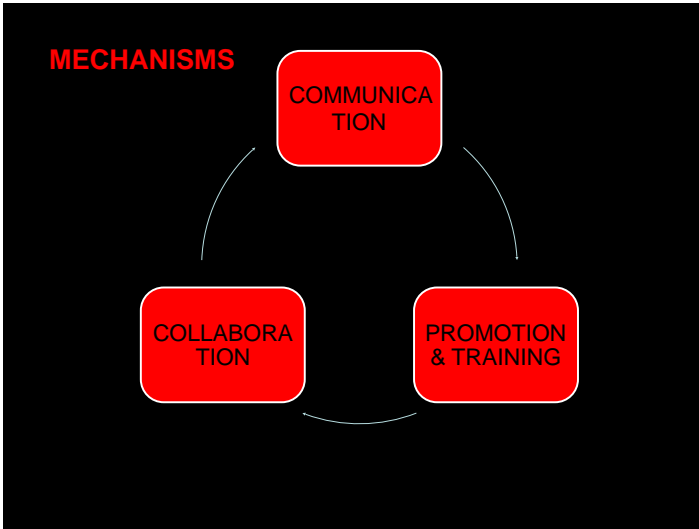 MECHANISMS
COMMUNICA
TION
COLLABORA
TION
PROMOTION
& TRAINING